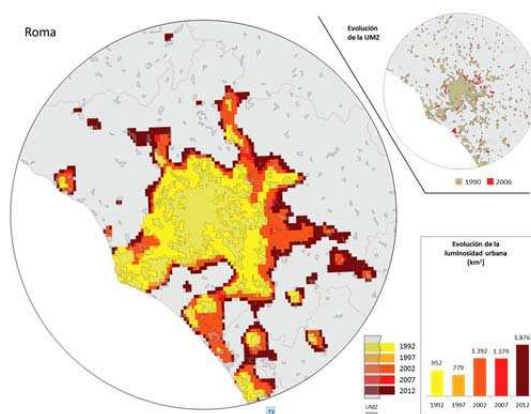 Roma
Evolución
de la UMZ
1990
2006
Evolución de la
luminosidad urbana
(km²)
952
779
1.392
1.379
1.876
1992
1997
2002
2007
2012
1992
1997
2002
2007
2012
UMZ